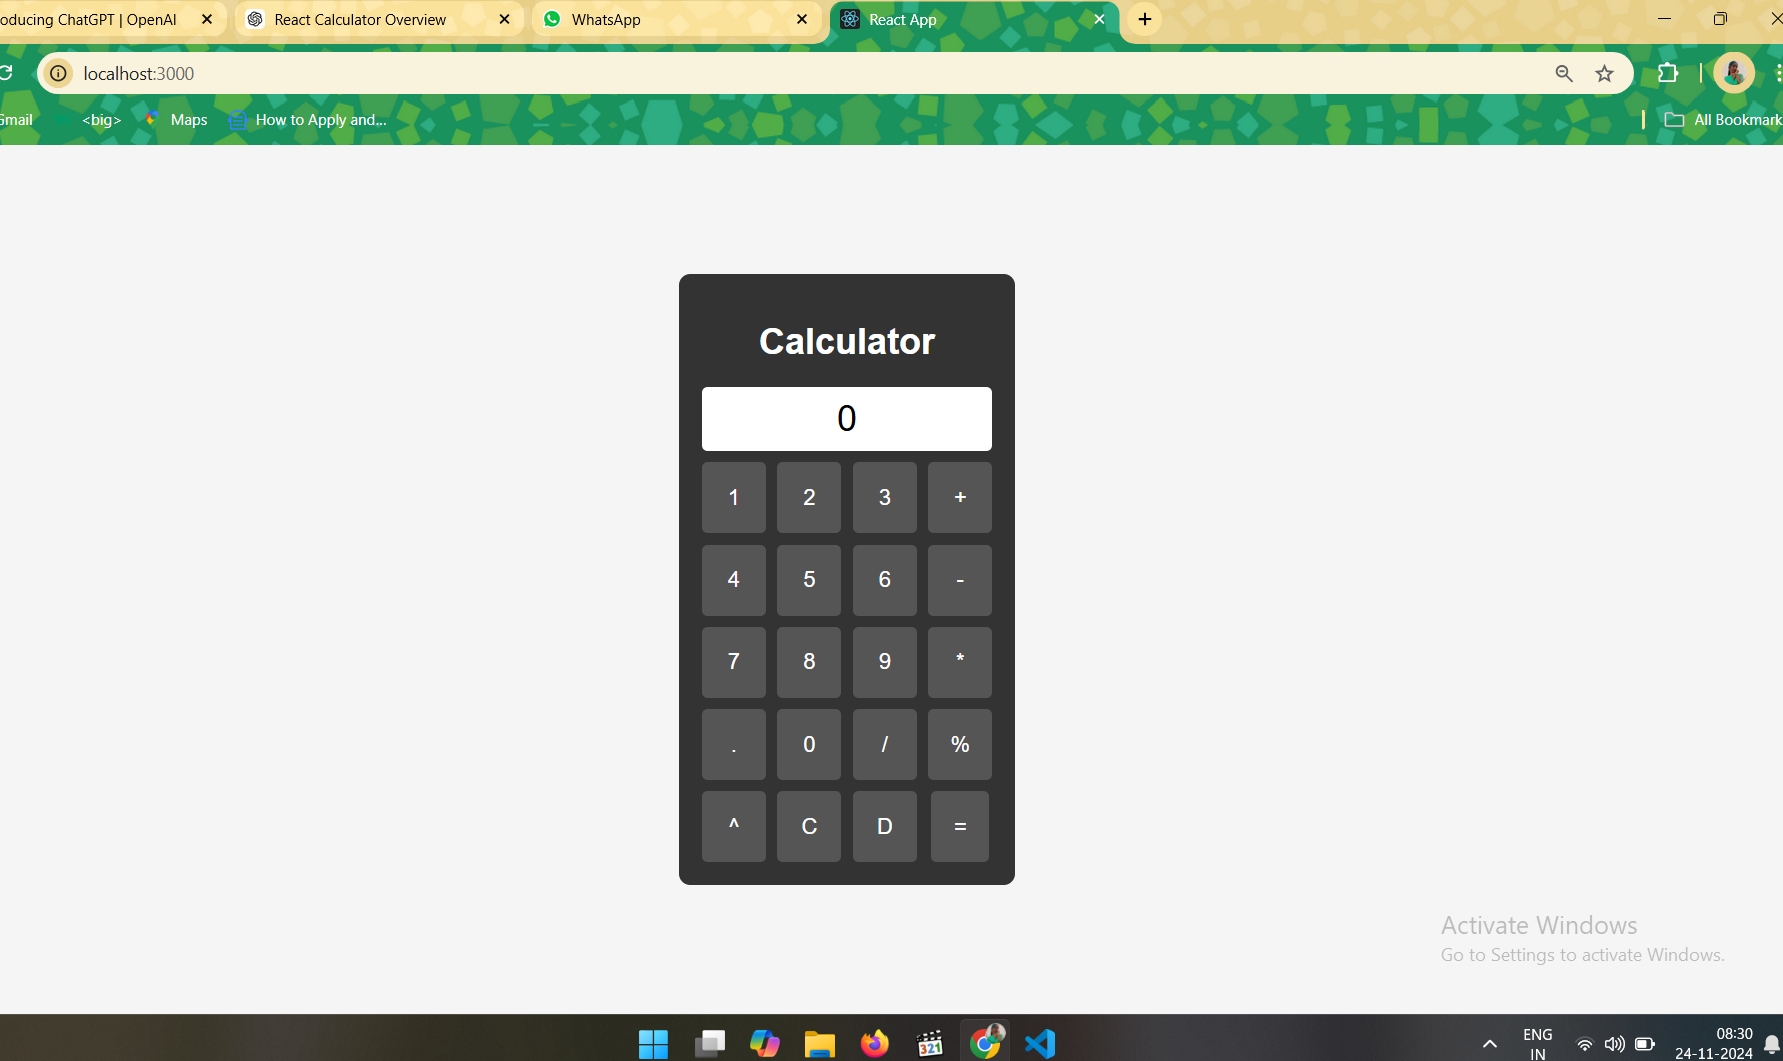 oducing ChatGPT | OpenAI
React Calculator Overview
WhatsApp
React App
localhost:3000
Gmail
<big>
Maps
How to Apply and...
All Bookmark
Calculator
0
1 2 3 +
4 5 6 -
7 8 9 *
. 0 / %
^ C D =
Activate Windows
Go to Settings to activate Windows.
321
ENG
IN
08:30
24-11-2024